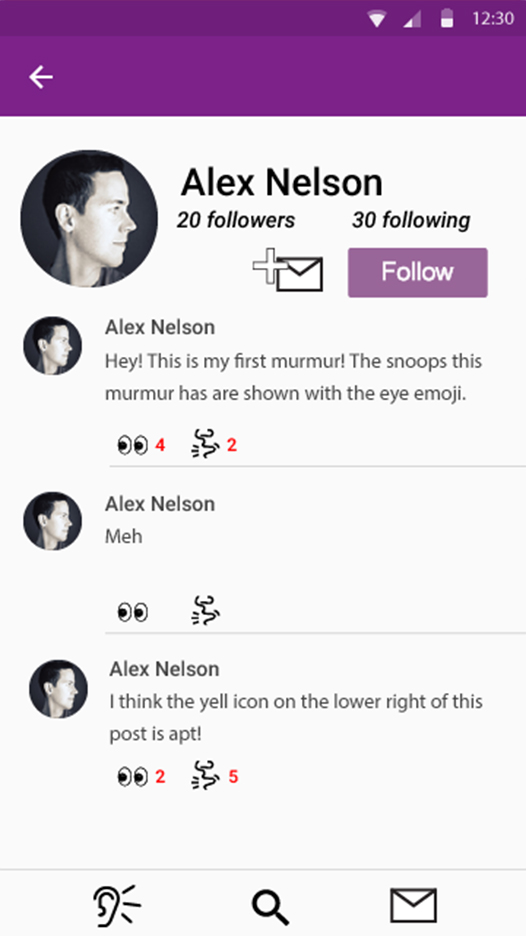 12:30
Alex Nelson
20 followers 30 following
Follow
Alex Nelson
Hey! This is my first murmur! The snoops this
murmur has are shown with the eye emoji.
4 2
Alex Nelson
Meh
Alex Nelson
I think the yell icon on the lower right of this
post is apt!
2 5